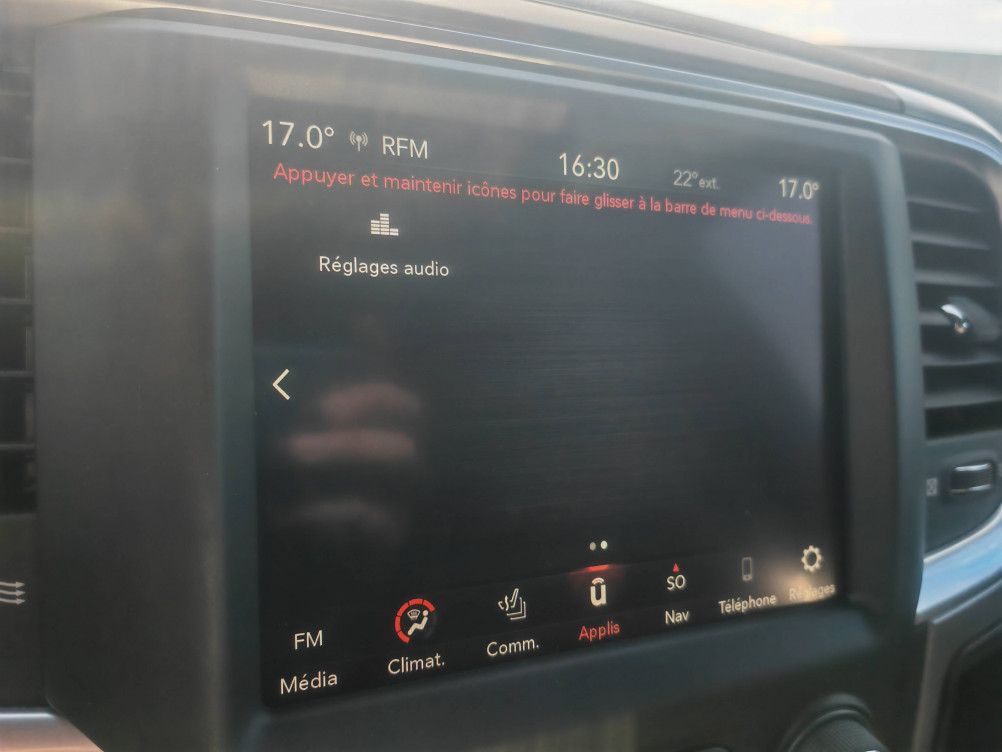 17.0° RFM 16:30 22°ext. 17.0°
Appuyer et maintenir icônes pour faire glisser à la barre de menu ci-dessous.
Réglages audio
FM
Média
Climat.
Comm.
Applis
SO
Nav
Téléphone
Réglages